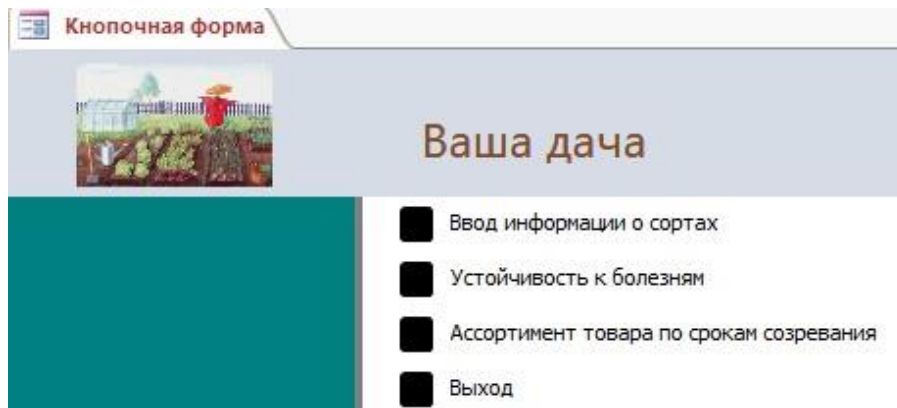 Кнопочная форма
Ваша дача
Ввод информации о сортах
Устойчивость к болезням
Ассортимент товара по срокам созревания
Выход